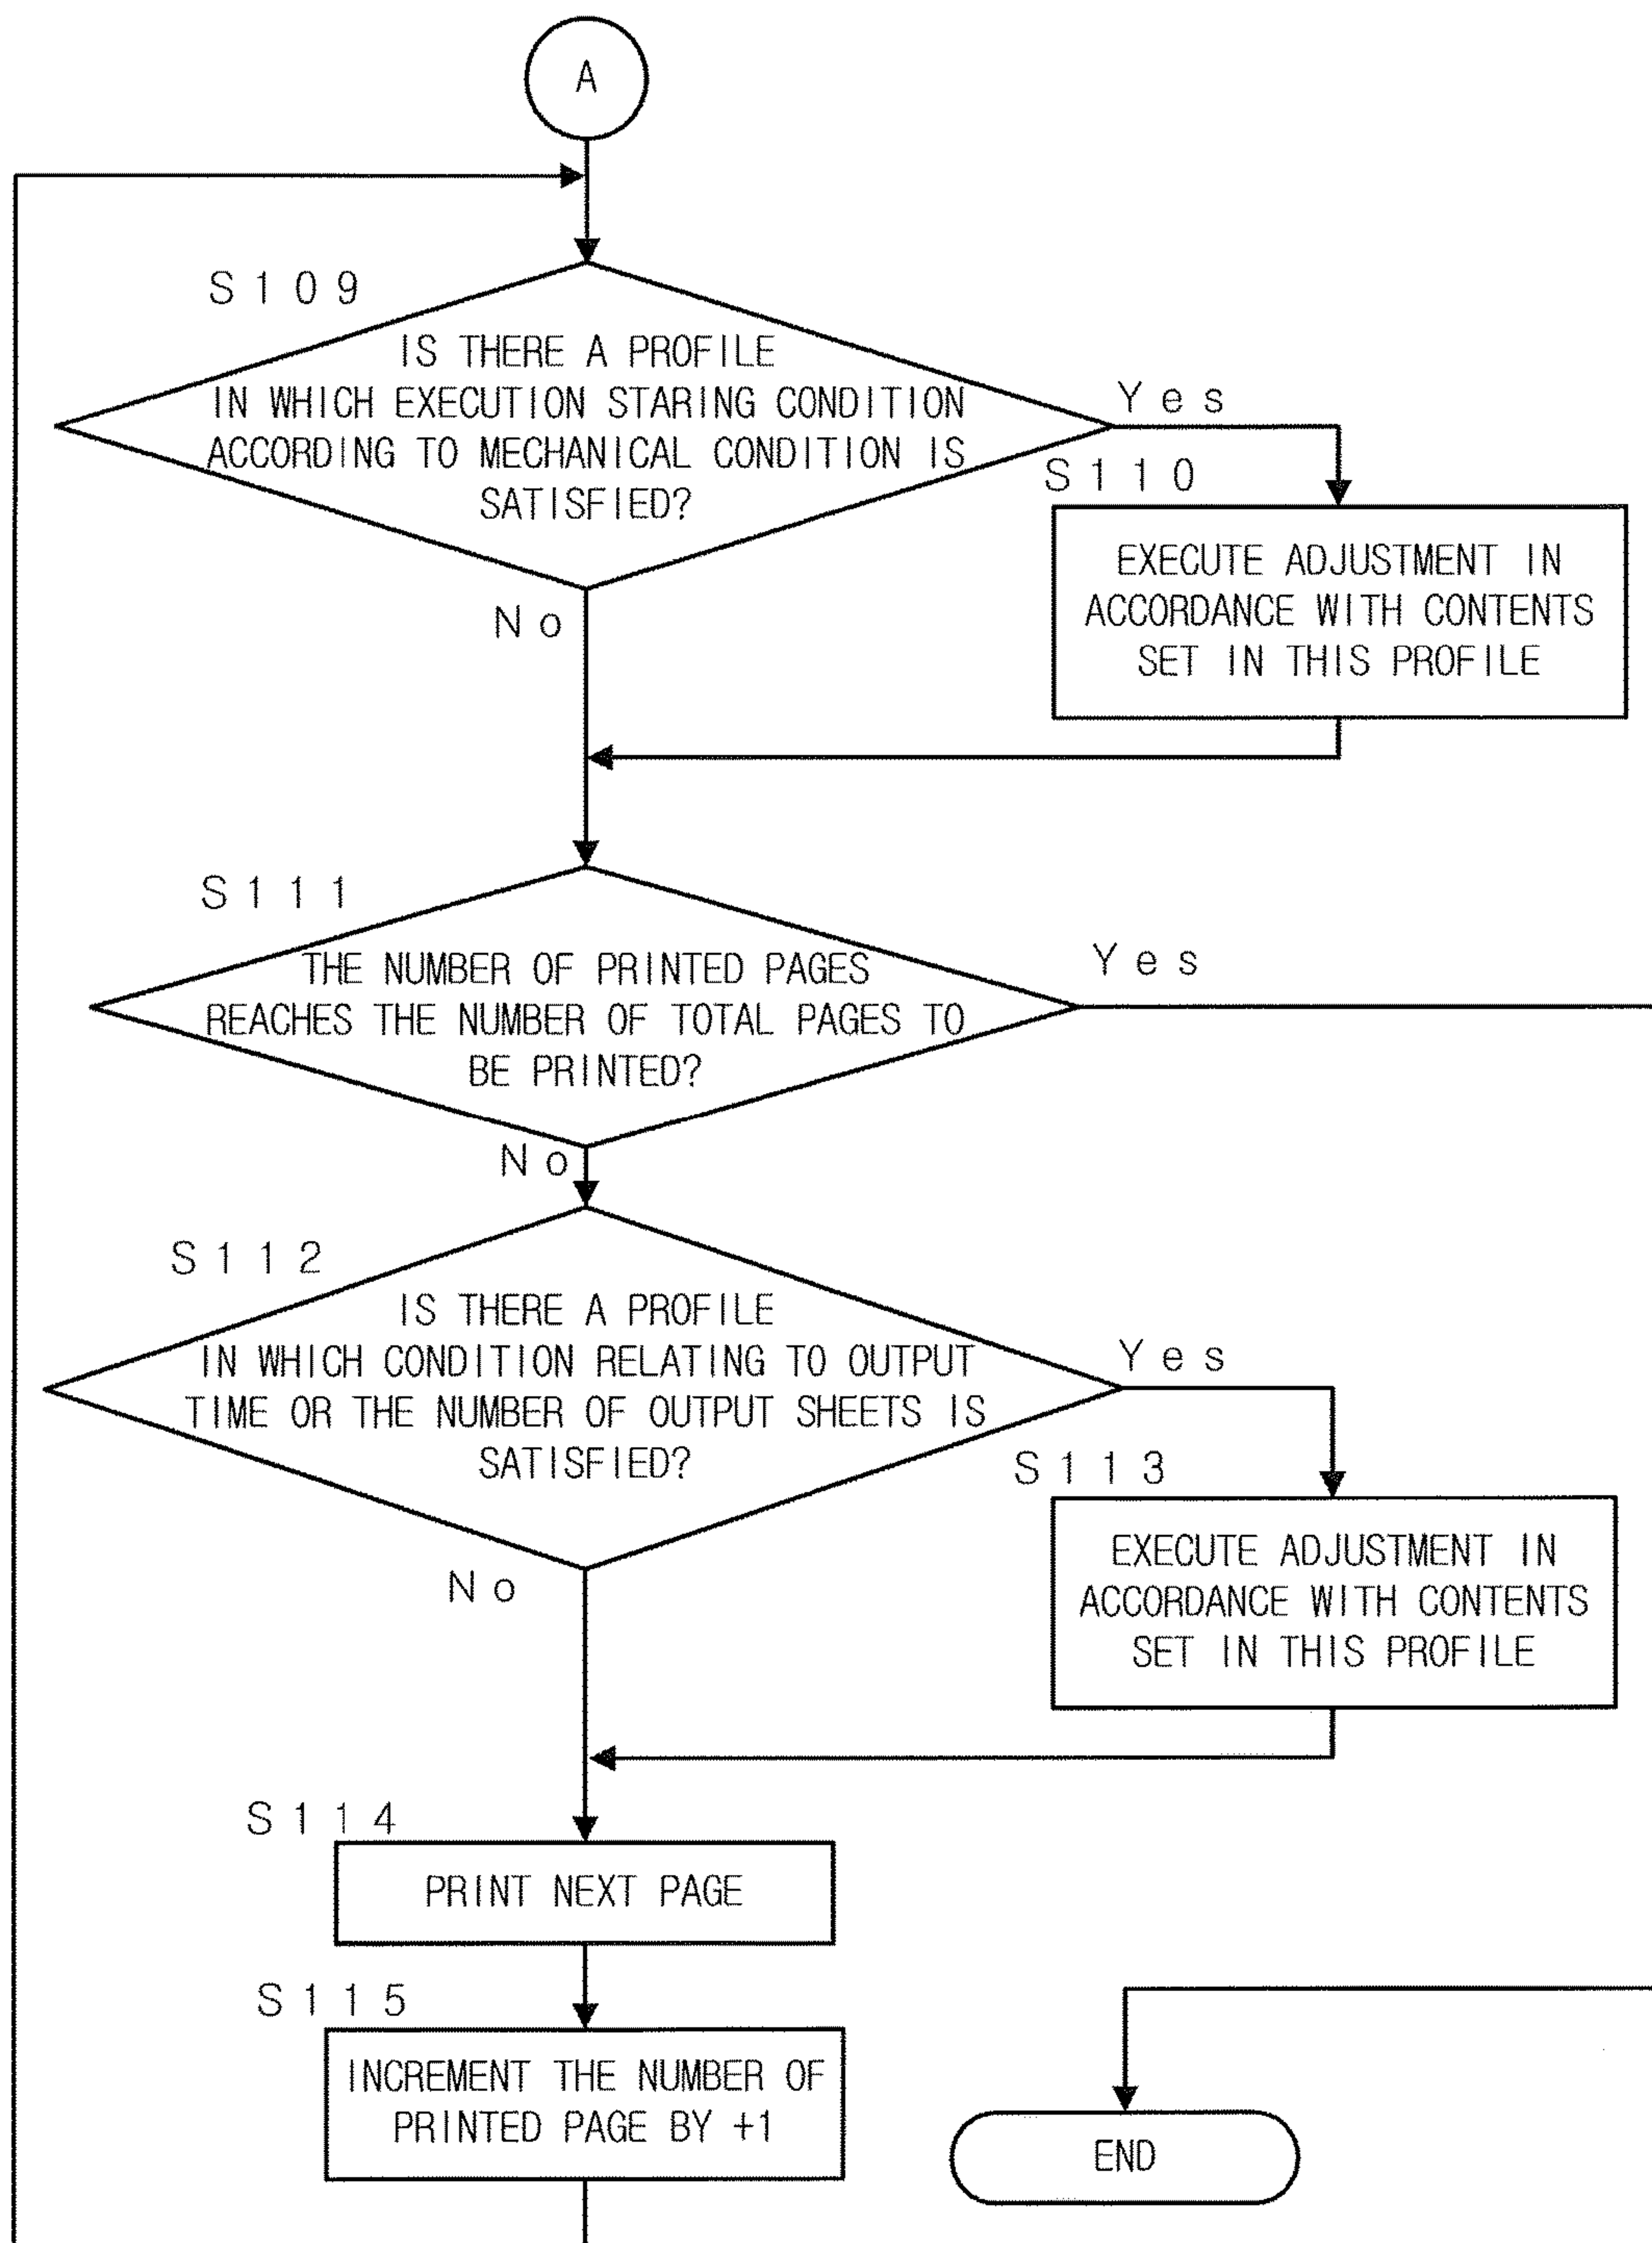 A
S109
IS THERE A PROFILE
IN WHICH EXECUTION STARING CONDITION
ACCORDING TO MECHANICAL CONDITION IS
SATISFIED?
Yes
No
S110
EXECUTE ADJUSTMENT IN
ACCORDANCE WITH CONTENTS
SET IN THIS PROFILE
S111
THE NUMBER OF PRINTED PAGES
REACHES THE NUMBER OF TOTAL PAGES TO
BE PRINTED?
Yes
No
S112
IS THERE A PROFILE
IN WHICH CONDITION RELATING TO OUTPUT
TIME OR THE NUMBER OF OUTPUT SHEETS IS
SATISFIED?
Yes
No
S113
EXECUTE ADJUSTMENT IN
ACCORDANCE WITH CONTENTS
SET IN THIS PROFILE
S114
PRINT NEXT PAGE
S115
INCREMENT THE NUMBER OF
PRINTED PAGE BY +1
END